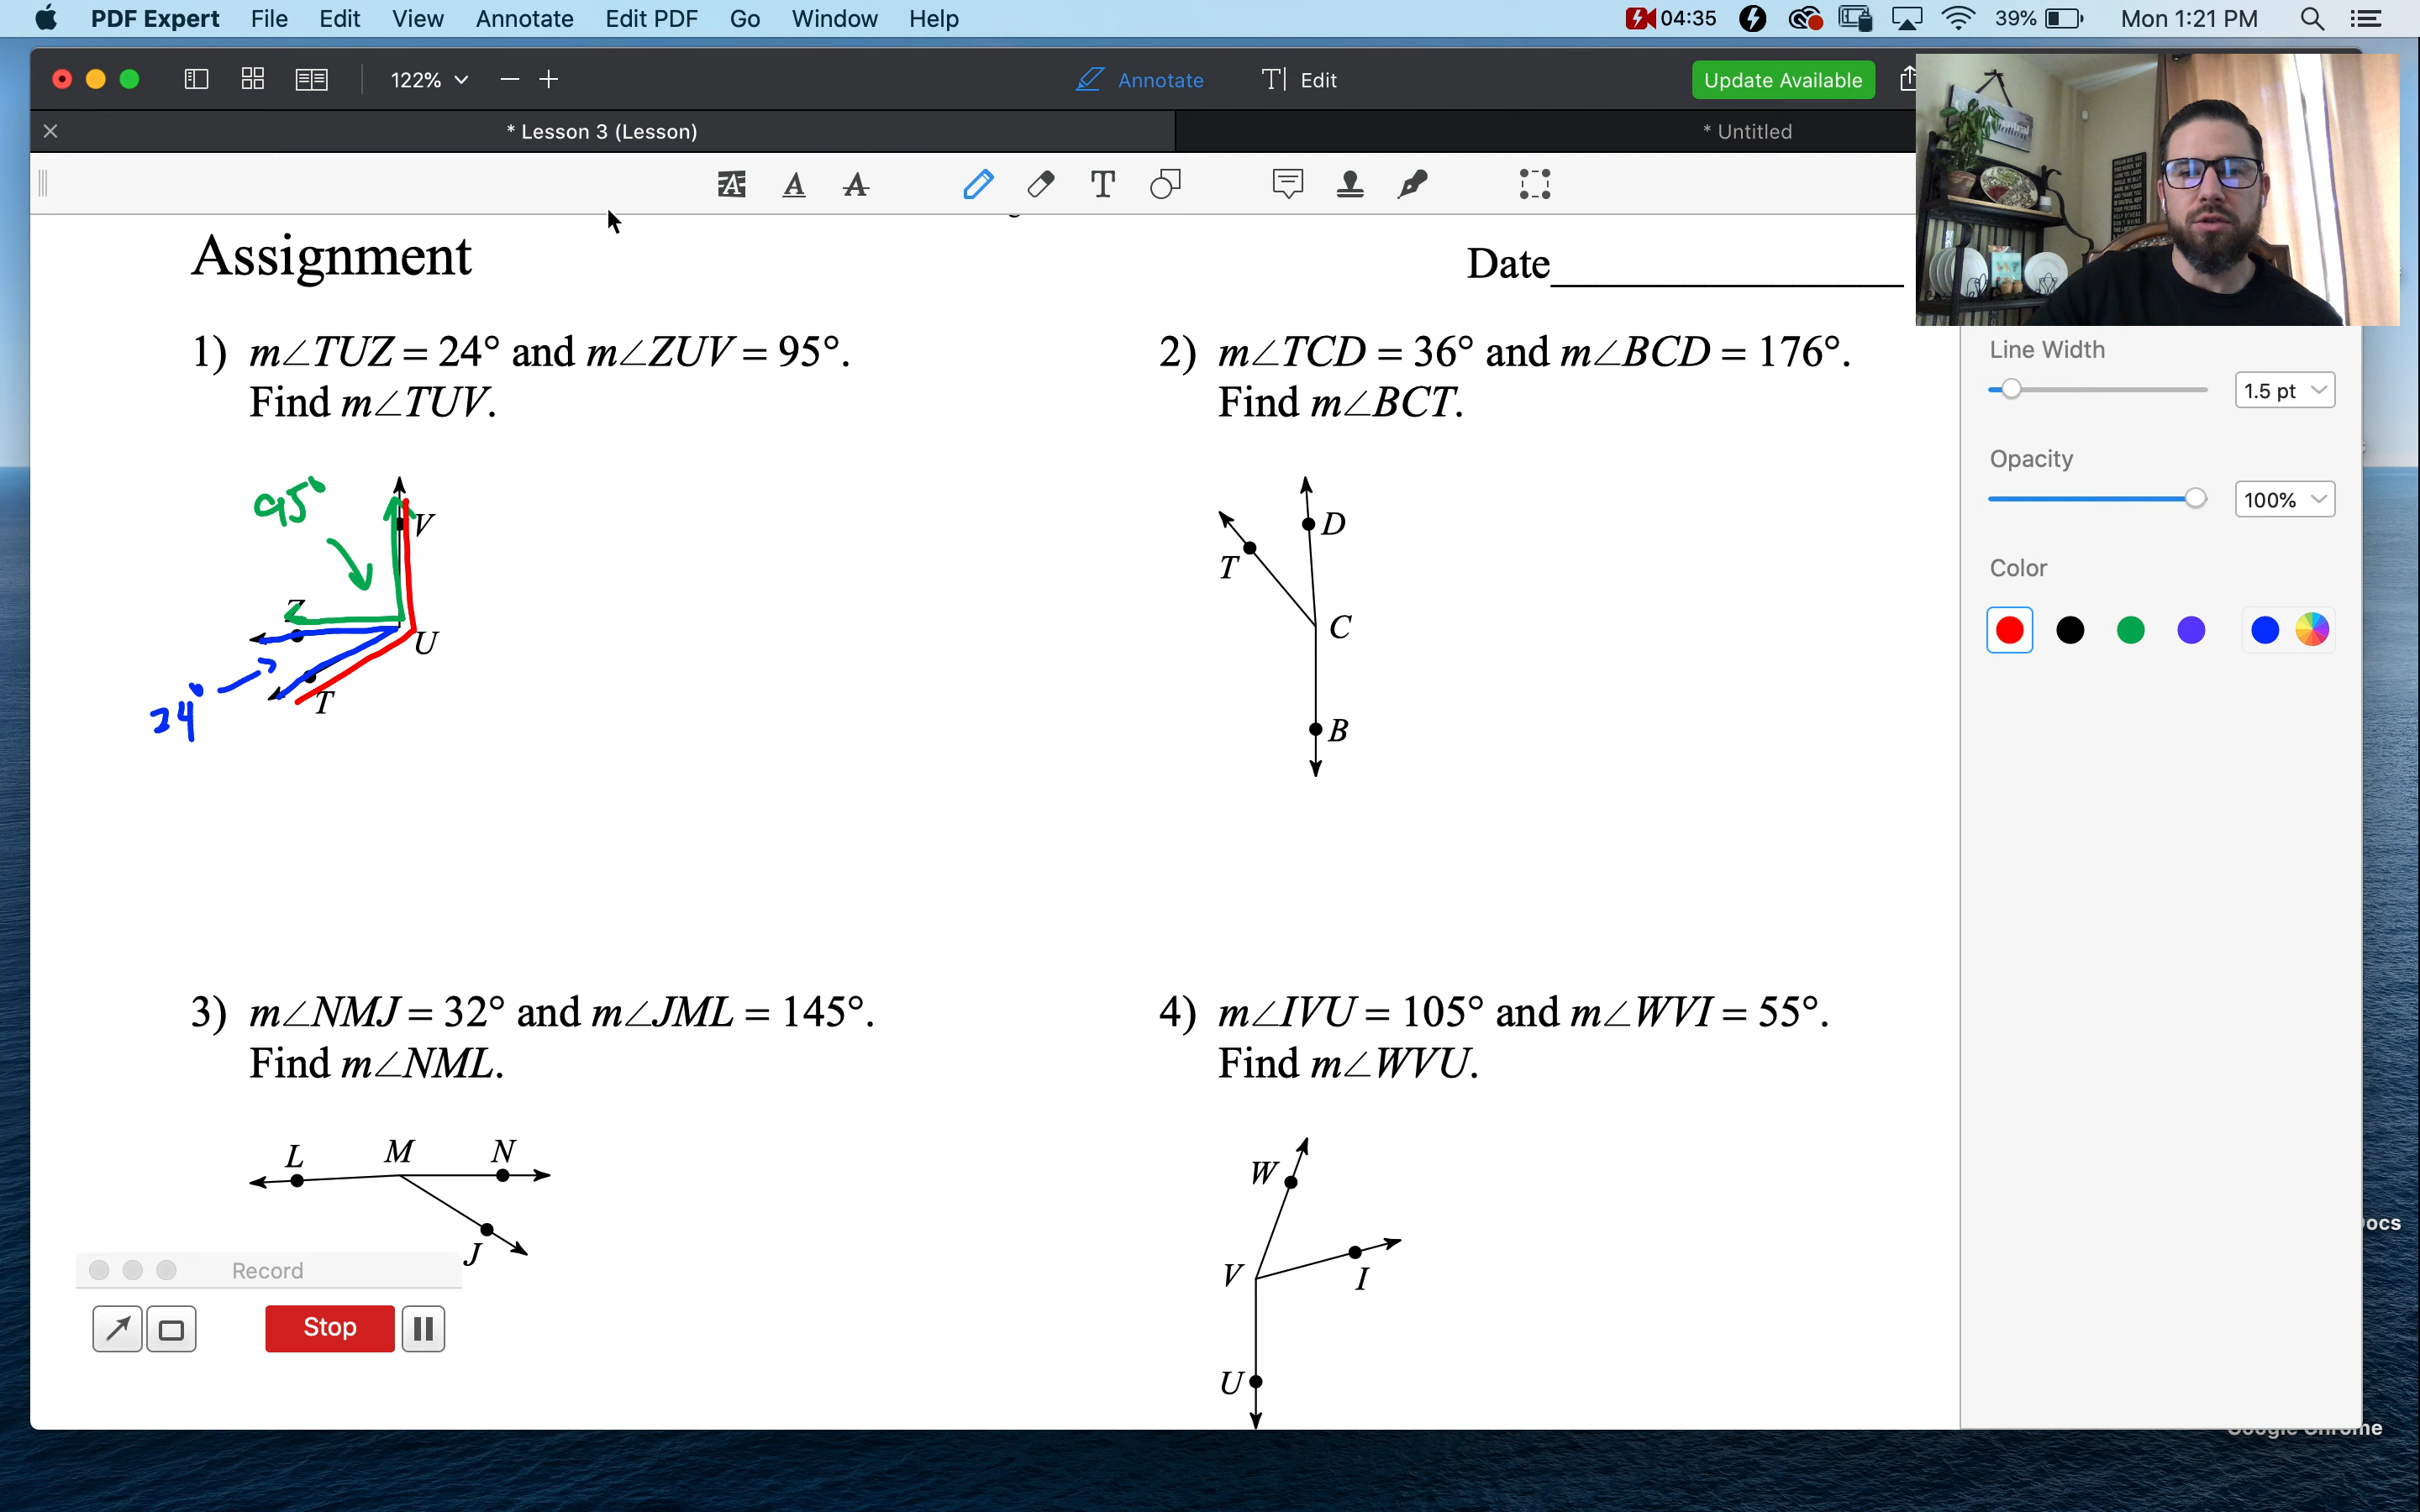 PDF Expert File Edit View Annotate Edit PDF Go Window Help 04:35 39% Mon 1:21 PM
122% Annotate Edit Update Available
* Lesson 3 (Lesson) * Untitled
Assignment Date
1) m∠TUZ = 24° and m∠ZUV = 95°.
Find m∠TUV.
95°
V
Z
U
T
24°
2) m∠TCD = 36° and m∠BCD = 176°.
Find m∠BCT.
D
T
C
B
3) m∠NMJ = 32° and m∠JML = 145°.
Find m∠NML.
L M N
J
4) m∠IVU = 105° and m∠WVI = 55°.
Find m∠WVU.
W
V
I
U
Line Width
1.5 pt
Opacity
100%
Color
Record
Stop
ocs
Google Chrome